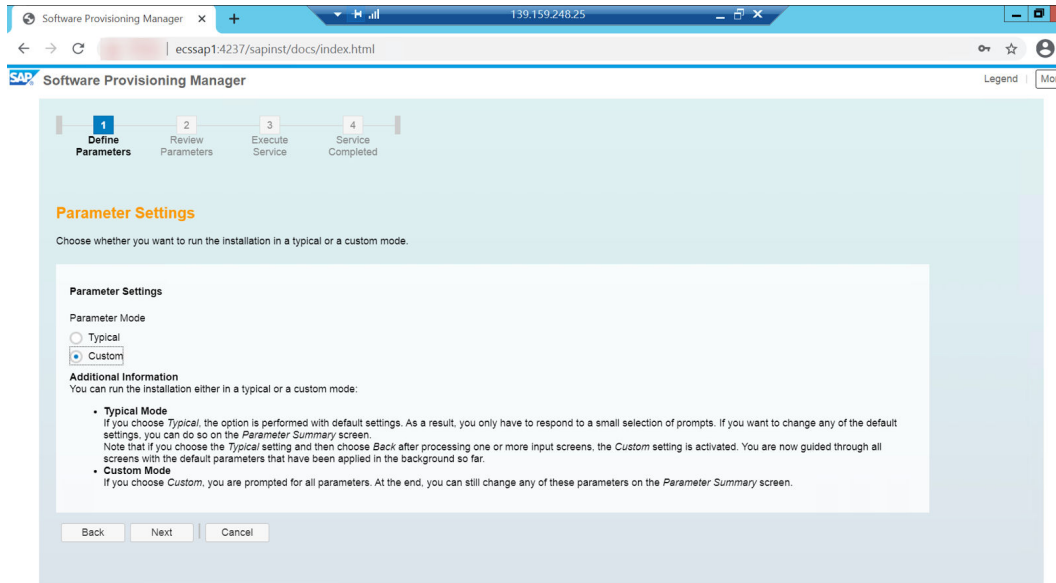 Software Provisioning Manager
139.159.248.25
ecssap1:4237/sapinst/docs/index.html
SAP Software Provisioning Manager
Legend
1 2 3 4
Define Parameters
Review Parameters
Execute Service
Service Completed
Parameter Settings
Choose whether you want to run the installation in a typical or a custom mode.
Parameter Settings
Parameter Mode
Typical
Custom
Additional Information
You can run the installation either in a typical or a custom mode:
• Typical Mode
If you choose Typical, the option is performed with default settings. As a result, you only have to respond to a small selection of prompts. If you want to change any of the default
settings, you can do so on the Parameter Summary screen.
Note that if you choose the Typical setting and then choose Back after processing one or more input screens, the Custom setting is activated. You are now guided through all
screens with the default parameters that have been applied in the background so far.
• Custom Mode
If you choose Custom, you are prompted for all parameters. At the end, you can still change any of these parameters on the Parameter Summary screen.
Back Next Cancel